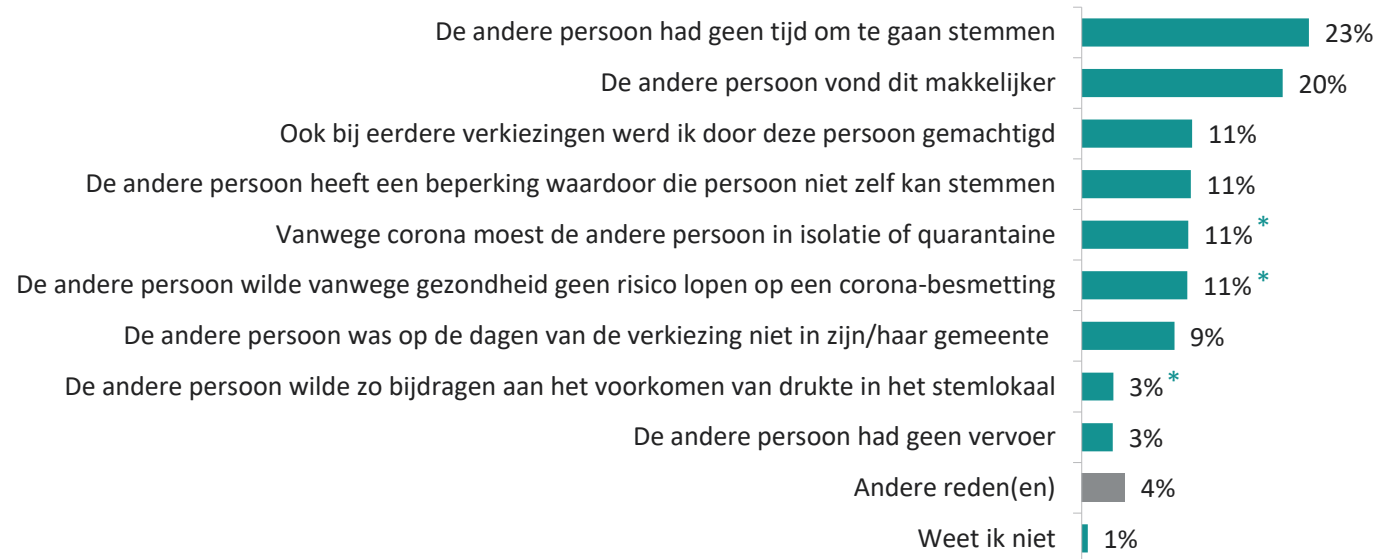 De andere persoon had geen tijd om te gaan stemmen 23%
De andere persoon vond dit makkelijker 20%
Ook bij eerdere verkiezingen werd ik door deze persoon gemachtigd 11%
De andere persoon heeft een beperking waardoor die persoon niet zelf kan stemmen 11%
Vanwege corona moest de andere persoon in isolatie of quarantaine 11% *
De andere persoon wilde vanwege gezondheid geen risico lopen op een corona-besmetting 11% *
De andere persoon was op de dagen van de verkiezing niet in zijn/haar gemeente 9%
De andere persoon wilde zo bijdragen aan het voorkomen van drukte in het stemlokaal 3% *
De andere persoon had geen vervoer 3%
Andere reden(en) 4%
Weet ik niet 1%